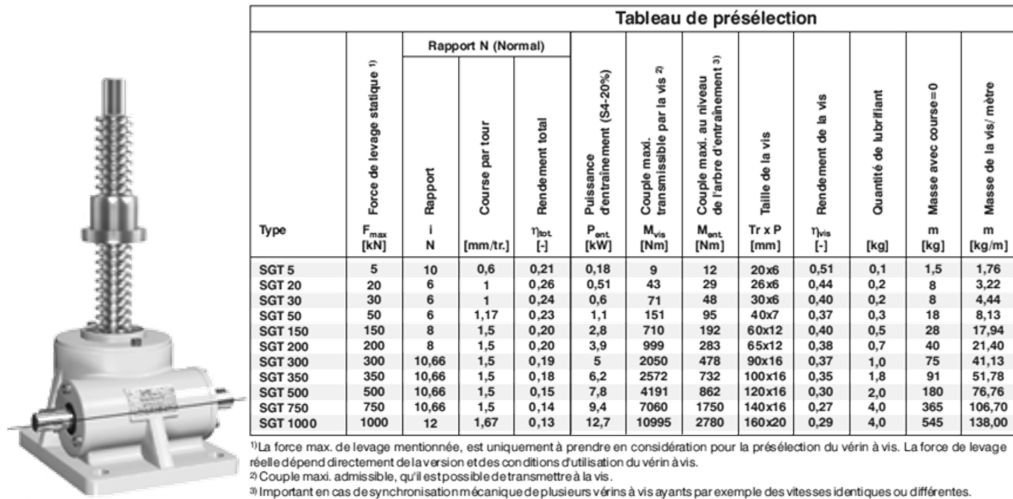 Tableau de présélection
Rapport N (Normal)
Type
Force de levage statique 1)
Rapport
Course par tour
Rendement total
Puissance d'entraînement (S4-20%)
Couple maxi. transmissible par la vis 2)
Couple maxi. au niveau de l'arbre d'entraînement 3)
Taille de la vis
Rendement de la vis
Quantité de lubrifiant
Masse avec course=0
Masse de la vis/ mètre
Fmax i ηtot. Pent. Mvis Ment. Tr x P ηvis m m
[kN] N [mm/tr.] [-] [kW] [Nm] [Nm] [mm] [-] [kg] [kg] [kg/m]
SGT 5 5 10 0,6 0,21 0,18 9 12 20x6 0,51 0,1 1,5 1,76
SGT 20 20 6 1 0,26 0,51 43 29 26x6 0,44 0,2 8 3,22
SGT 30 30 6 1 0,24 0,6 71 48 30x6 0,40 0,2 8 4,44
SGT 50 50 6 1,17 0,23 1,1 151 95 40x7 0,37 0,3 18 8,13
SGT 150 150 8 1,5 0,20 2,8 710 192 60x12 0,40 0,5 28 17,94
SGT 200 200 8 1,5 0,20 3,9 999 283 65x12 0,38 0,7 40 21,40
SGT 300 300 10,66 1,5 0,19 5 2050 478 90x16 0,37 1,0 75 41,13
SGT 350 350 10,66 1,5 0,18 6,2 2572 732 100x16 0,35 1,8 91 51,78
SGT 500 500 10,66 1,5 0,15 7,8 4191 862 120x16 0,30 2,0 180 76,76
SGT 750 750 10,66 1,5 0,14 9,4 7060 1750 140x16 0,27 4,0 365 106,70
SGT 1000 1000 12 1,67 0,13 12,7 10995 2780 160x20 0,29 4,0 545 138,00
1) La force max. de levage mentionnée, est uniquement à prendre en considération pour la présélection du vérin à vis. La force de levage
réelle dépend directement de la version et des conditions d'utilisation du vérin à vis.
2) Couple maxi. admissible, qu'il est possible de transmettre à la vis.
3) Important en cas de synchronisation mécanique de plusieurs vérins à vis ayants par exemple des vitesses identiques ou différentes.